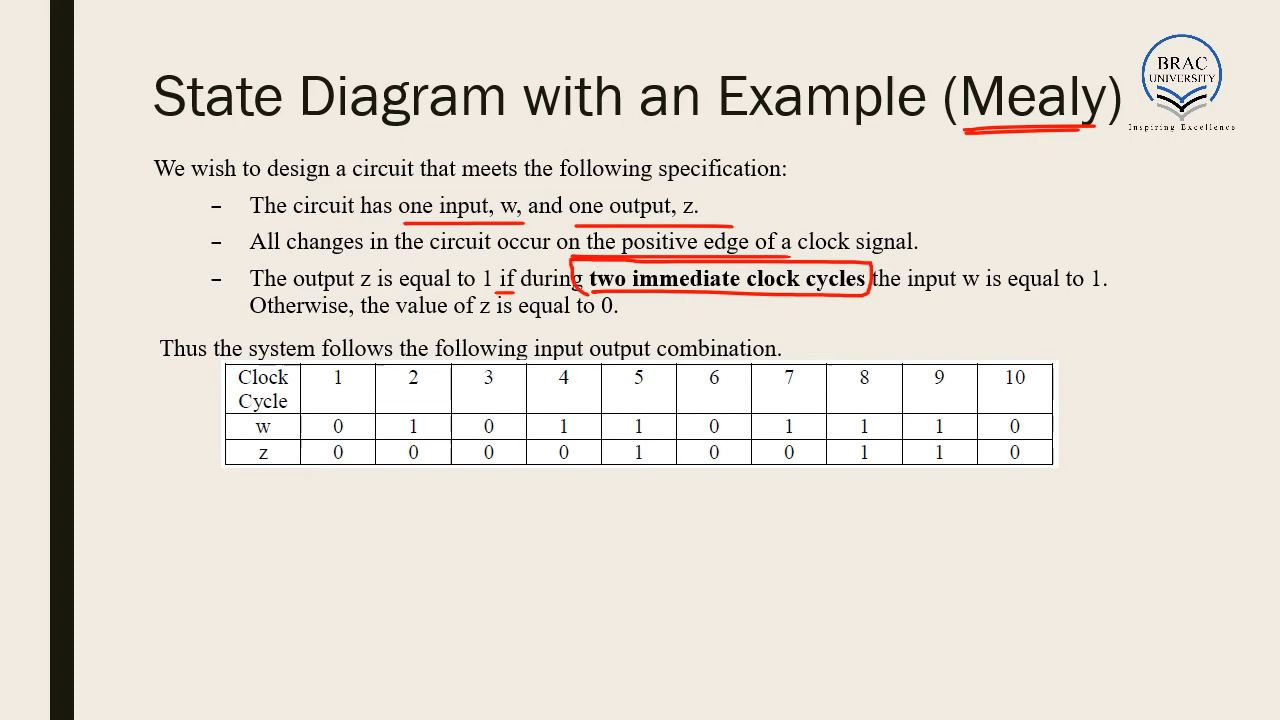 State Diagram with an Example (Mealy)
BRAC
UNIVERSITY
Inspiring Excellence
We wish to design a circuit that meets the following specification:
– The circuit has one input, w, and one output, z.
– All changes in the circuit occur on the positive edge of a clock signal.
– The output z is equal to 1 if during two immediate clock cycles the input w is equal to 1.
Otherwise, the value of z is equal to 0.
Thus the system follows the following input output combination.
Clock Cycle 1 2 3 4 5 6 7 8 9 10
w 0 1 0 1 1 0 1 1 1 0
z 0 0 0 0 1 0 0 1 1 0